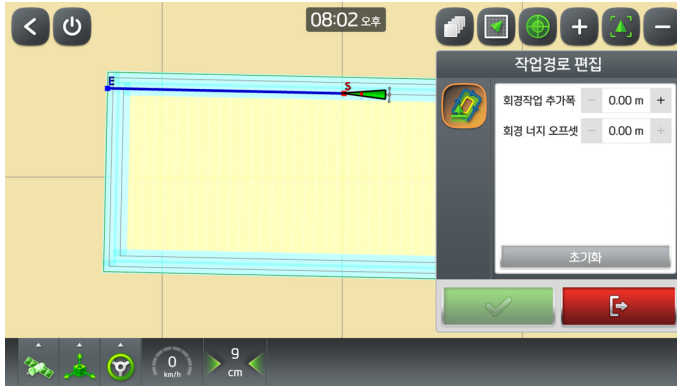 08:02 오후
작업경로 편집
회경작업 추가폭 − 0.00 m +
회경 너지 오프셋 − 0.00 m +
초기화
E
S
0
km/h
9
cm